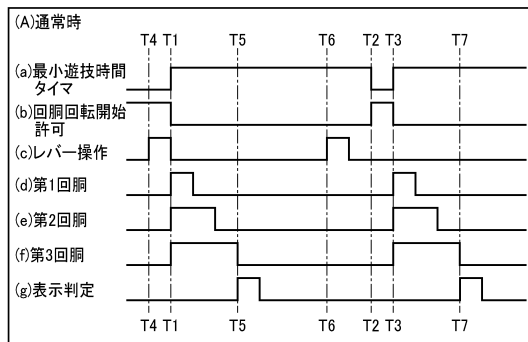 (A)通常時
T4 T1 T5 T6 T2 T3 T7
(a)最小遊技時間
タイマ
(b)回胴回転開始
許可
(c)レバー操作
(d)第1回胴
(e)第2回胴
(f)第3回胴
(g)表示判定
T4 T1 T5 T6 T2 T3 T7